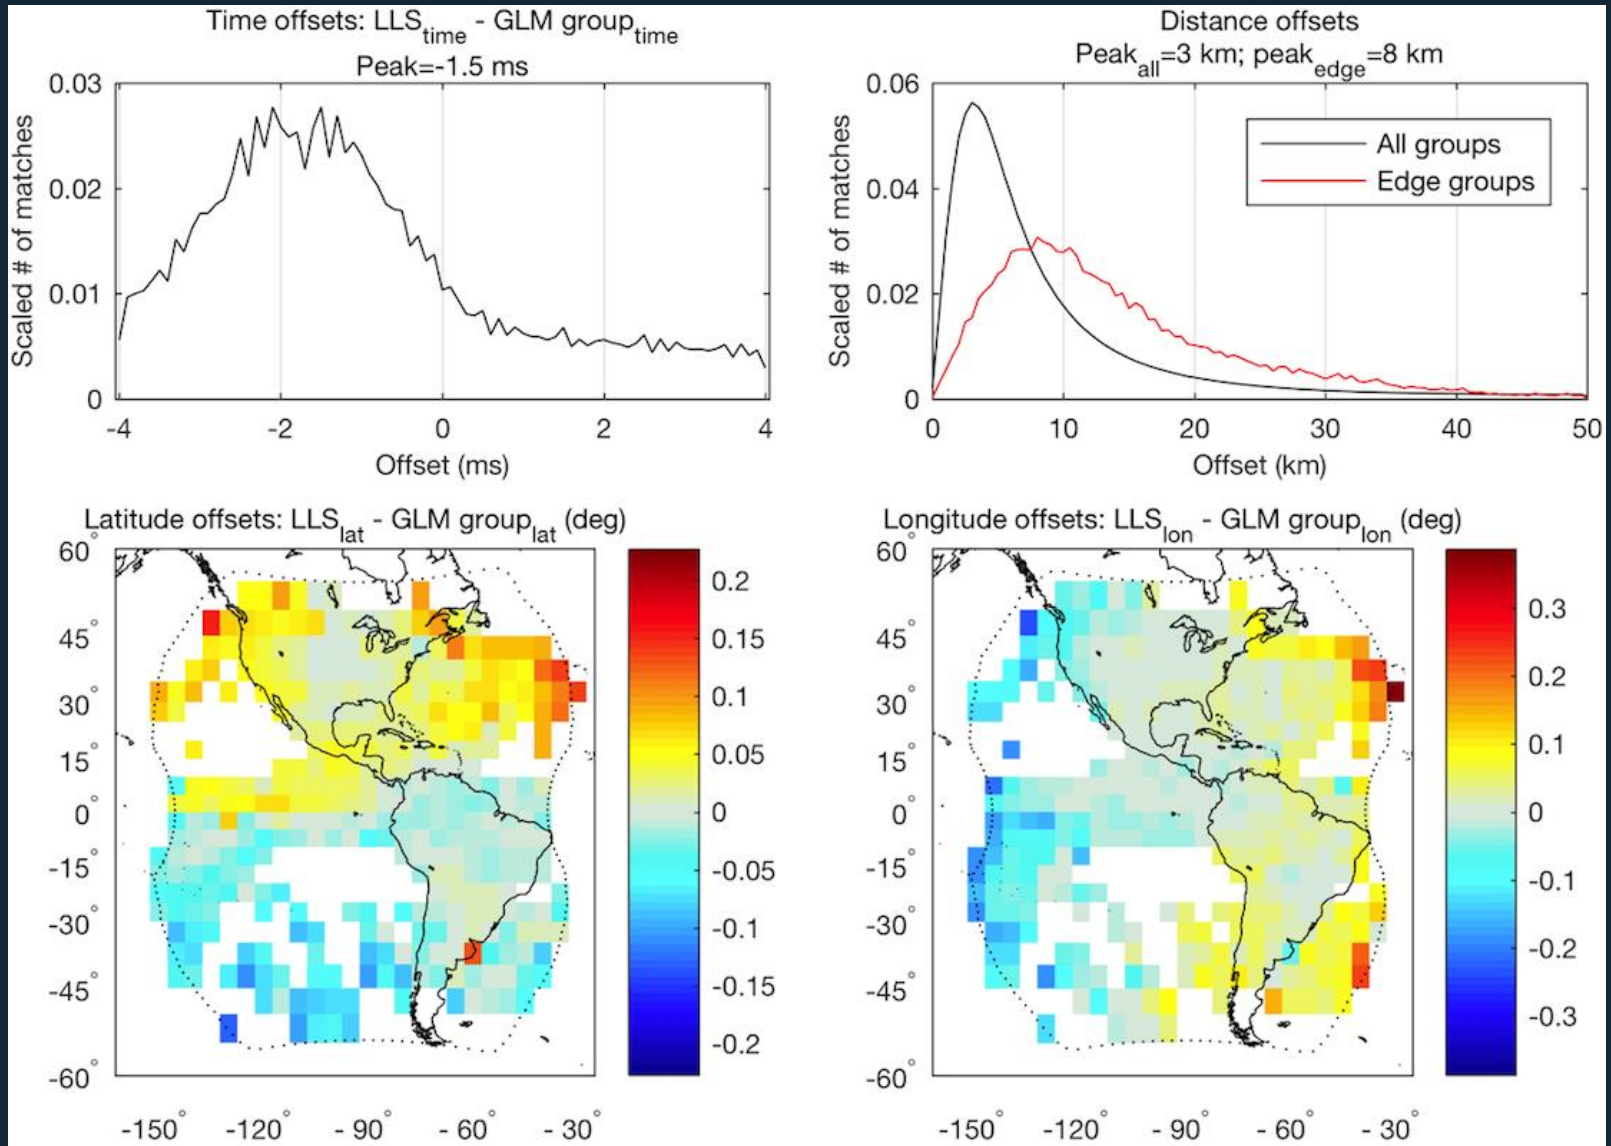 Time offsets: LLS_time - GLM group_time
Peak=-1.5 ms
Scaled # of matches
0.03
0.02
0.01
0
-4 -2 0 2 4
Offset (ms)
Distance offsets
Peak_all=3 km; peak_edge=8 km
Scaled # of matches
0.06
0.04
0.02
0
All groups
Edge groups
0 10 20 30 40 50
Offset (km)
Latitude offsets: LLS_lat - GLM group_lat (deg)
60°
45°
30°
15°
0°
-15°
-30°
-45°
-60°
-150° -120° -90° -60° -30°
0.2
0.15
0.1
0.05
0
-0.05
-0.1
-0.15
-0.2
Longitude offsets: LLS_lon - GLM group_lon (deg)
60°
45°
30°
15°
0°
-15°
-30°
-45°
-60°
-150° -120° -90° -60° -30°
0.3
0.2
0.1
0
-0.1
-0.2
-0.3